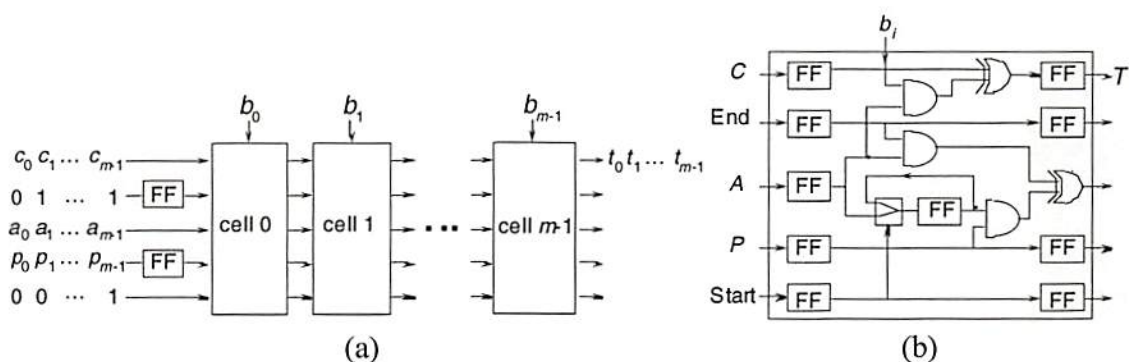 b0 b1 bm-1
c0 c1 ... cm-1
0 1 ... 1 FF
a0 a1 ... am-1
p0 p1 ... pm-1 FF
0 0 ... 1
cell 0
cell 1
...
cell m-1
t0 t1 ... tm-1
(a)
bi
C FF FF T
End FF FF
A FF
FF
P FF FF
Start FF FF
(b)